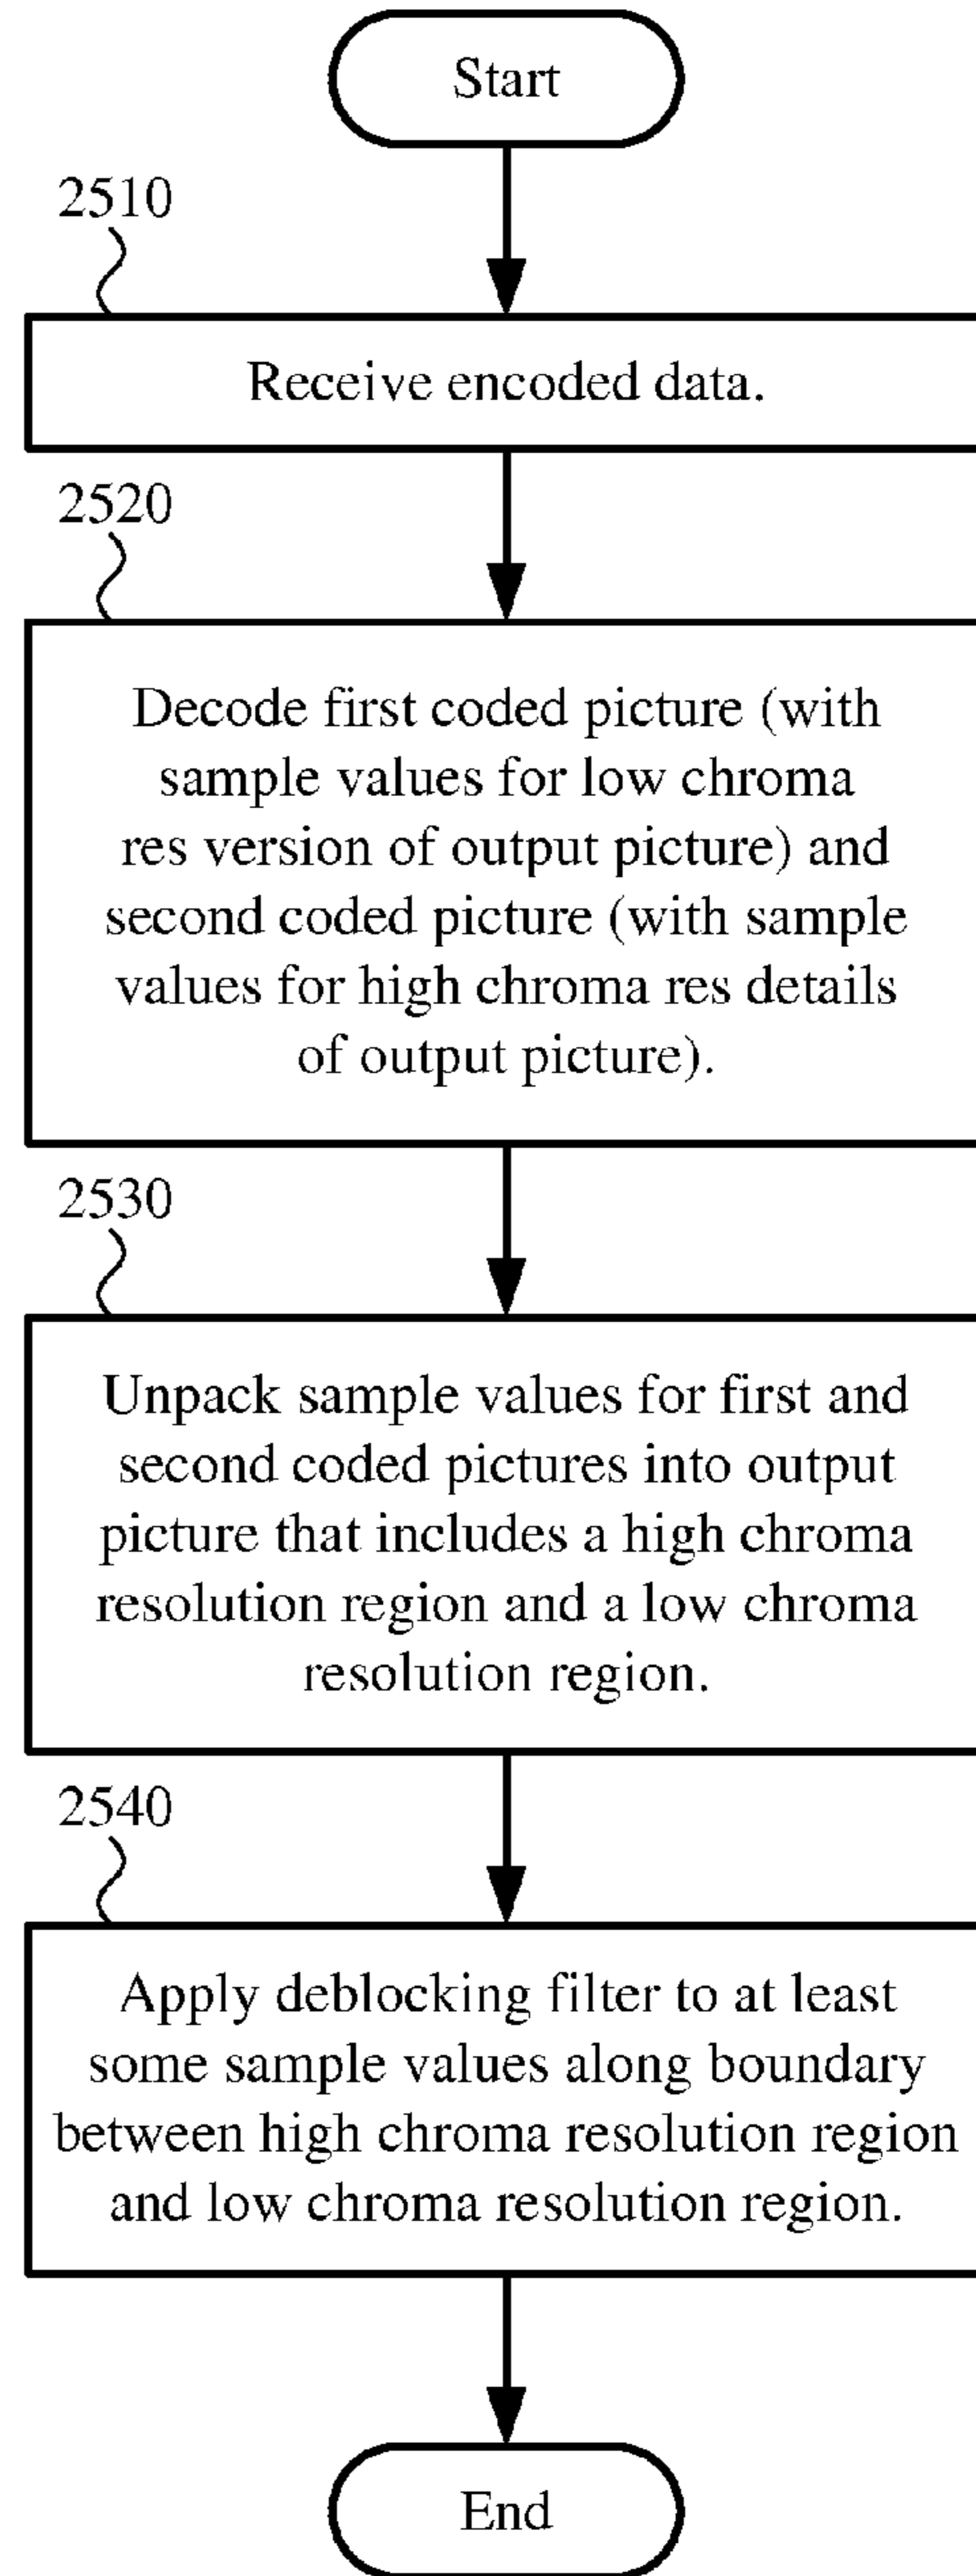 Start
2510
Receive encoded data.
2520
Decode first coded picture (with
sample values for low chroma
res version of output picture) and
second coded picture (with sample
values for high chroma res details
of output picture).
2530
Unpack sample values for first and
second coded pictures into output
picture that includes a high chroma
resolution region and a low chroma
resolution region.
2540
Apply deblocking filter to at least
some sample values along boundary
between high chroma resolution region
and low chroma resolution region.
End